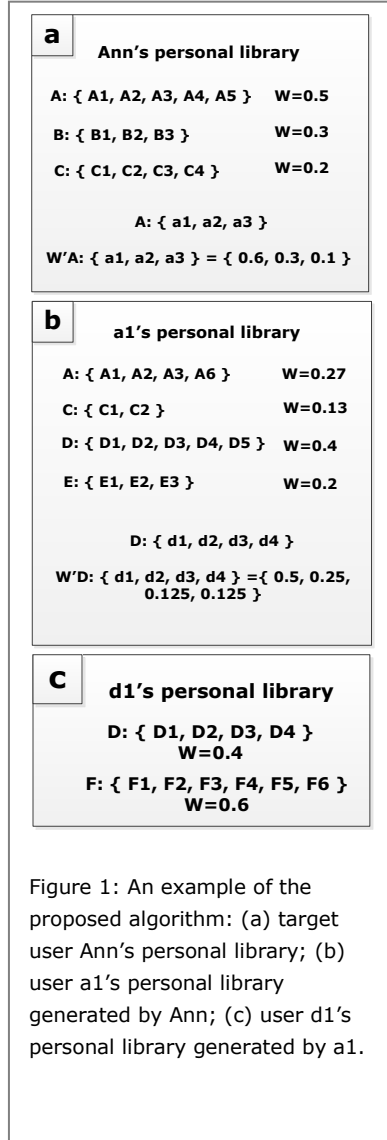 a
Ann's personal library
A: { A1, A2, A3, A4, A5 } W=0.5
B: { B1, B2, B3 } W=0.3
C: { C1, C2, C3, C4 } W=0.2
A: { a1, a2, a3 }
W'A: { a1, a2, a3 } = { 0.6, 0.3, 0.1 }
b
a1's personal library
A: { A1, A2, A3, A6 } W=0.27
C: { C1, C2 } W=0.13
D: { D1, D2, D3, D4, D5 } W=0.4
E: { E1, E2, E3 } W=0.2
D: { d1, d2, d3, d4 }
W'D: { d1, d2, d3, d4 } ={ 0.5, 0.25,
0.125, 0.125 }
c
d1's personal library
D: { D1, D2, D3, D4 }
W=0.4
F: { F1, F2, F3, F4, F5, F6 }
W=0.6
Figure 1: An example of the
proposed algorithm: (a) target
user Ann's personal library; (b)
user a1's personal library
generated by Ann; (c) user d1's
personal library generated by a1.